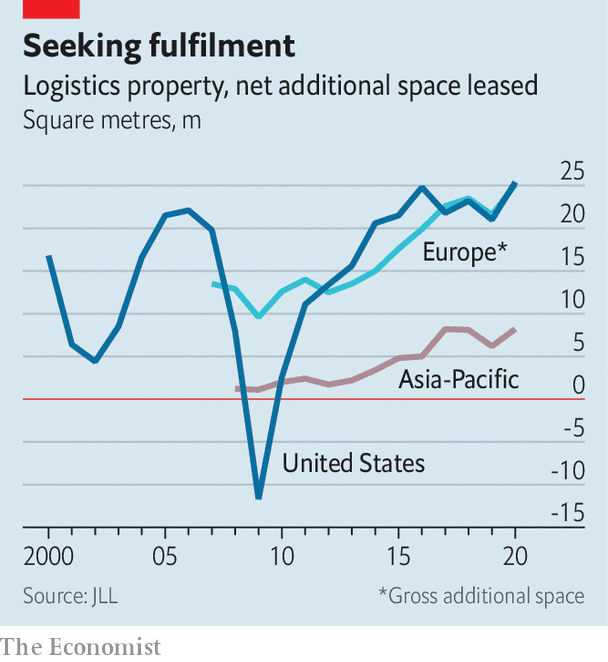 Seeking fulfilment
Logistics property, net additional space leased
Square metres, m
25
20
15
10
5
0
-5
-10
-15
Europe*
Asia-Pacific
United States
2000 05 10 15 20
Source: JLL *Gross additional space
The Economist